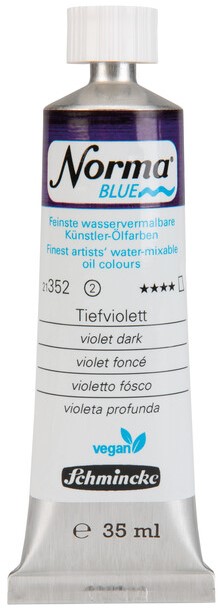 Norma®
BLUE
Feinste wasservermalbare
Künstler-Ölfarben
Finest artists' water-mixable
oil colours
21 352 2 ★★★★
Tiefviolett
violet dark
violet foncé
violetto fósco
violeta profunda
vegan
Schmincke
e 35 ml